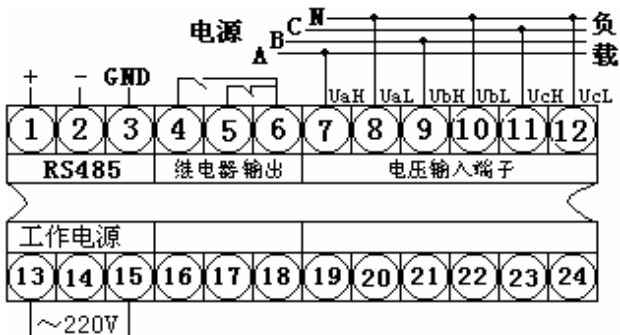 N
C
电源 B
A
负
载
+ - GND
UaH UaL UbH UbL UcH UcL
1 2 3 4 5 6 7 8 9 10 11 12
RS485 继电器输出 电压输入端子
工作电源
13 14 15 16 17 18 19 20 21 22 23 24
~220V